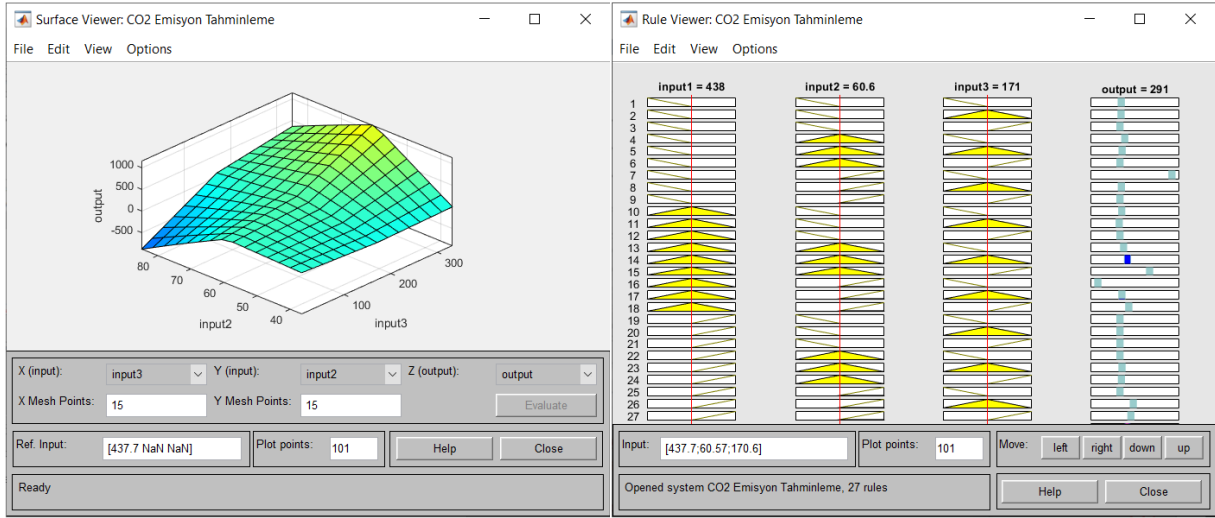 Surface Viewer: CO2 Emisyon Tahminleme
File Edit View Options
1000
500
0
-500
output
80
70
60
50
40
input2
100
200
300
input3
X (input): input3 Y (input): input2 Z (output): output
X Mesh Points: 15 Y Mesh Points: 15 Evaluate
Ref. Input: [437.7 NaN NaN] Plot points: 101 Help Close
Ready
Rule Viewer: CO2 Emisyon Tahminleme
File Edit View Options
input1 = 438 input2 = 60.6 input3 = 171 output = 291
1
2
3
4
5
6
7
8
9
10
11
12
13
14
15
16
17
18
19
20
21
22
23
24
25
26
27
Input: [437.7;60.57;170.6] Plot points: 101 Move: left right down up
Opened system CO2 Emisyon Tahminleme, 27 rules Help Close